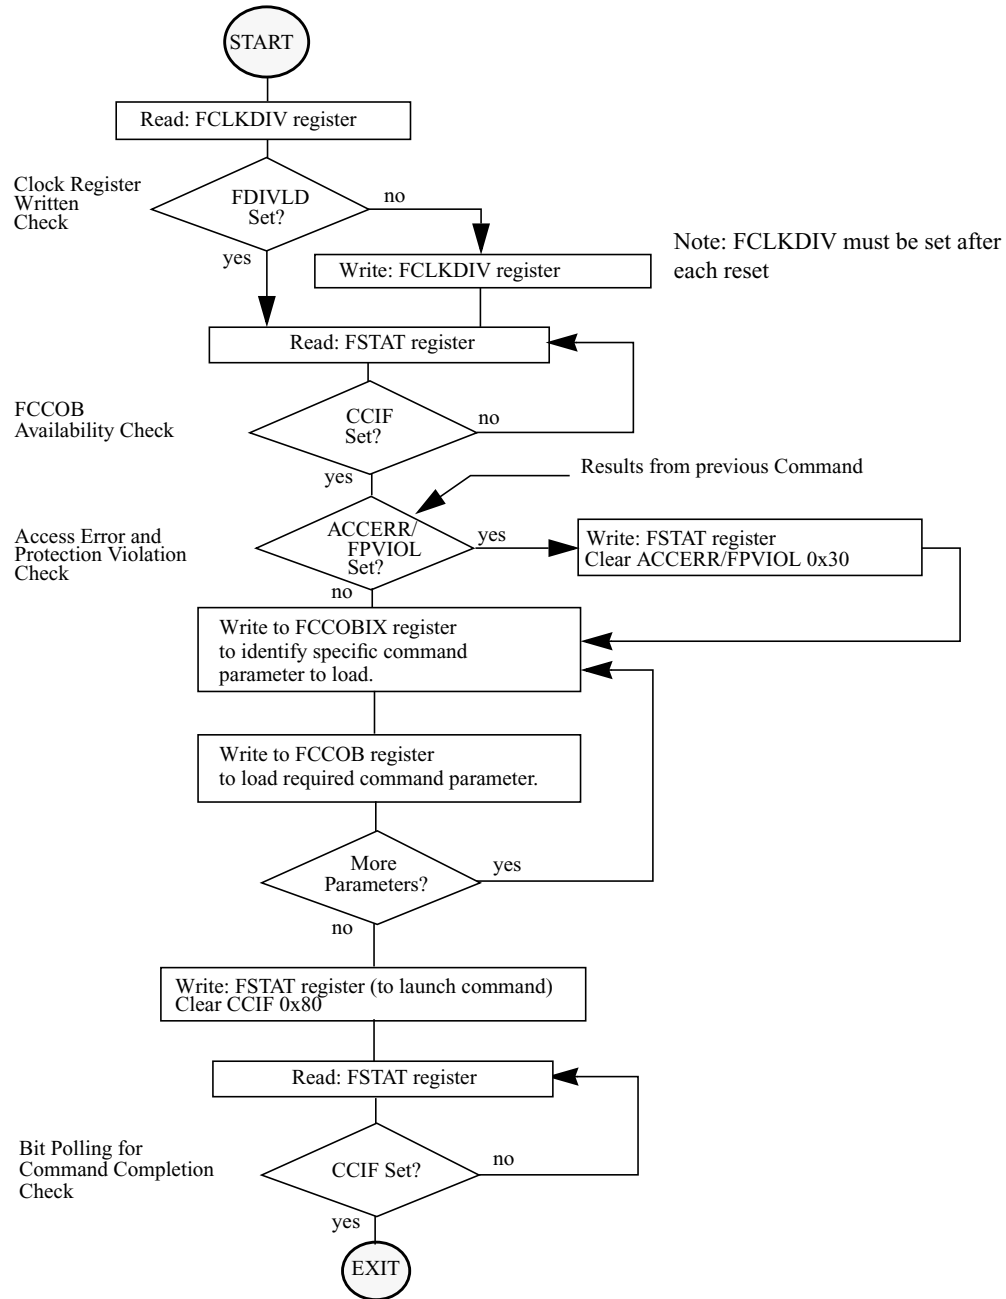 START
Read: FCLKDIV register
Clock Register
Written
Check
FDIVLD
Set?
no
yes
Write: FCLKDIV register
Note: FCLKDIV must be set after
each reset
Read: FSTAT register
FCCOB
Availability Check
CCIF
Set?
no
yes
Results from previous Command
Access Error and
Protection Violation
Check
ACCERR/
FPVIOL
Set?
yes
no
Write: FSTAT register
Clear ACCERR/FPVIOL 0x30
Write to FCCOBIX register
to identify specific command
parameter to load.
Write to FCCOB register
to load required command parameter.
More
Parameters?
yes
no
Write: FSTAT register (to launch command)
Clear CCIF 0x80
Read: FSTAT register
Bit Polling for
Command Completion
Check
CCIF Set?
no
yes
EXIT